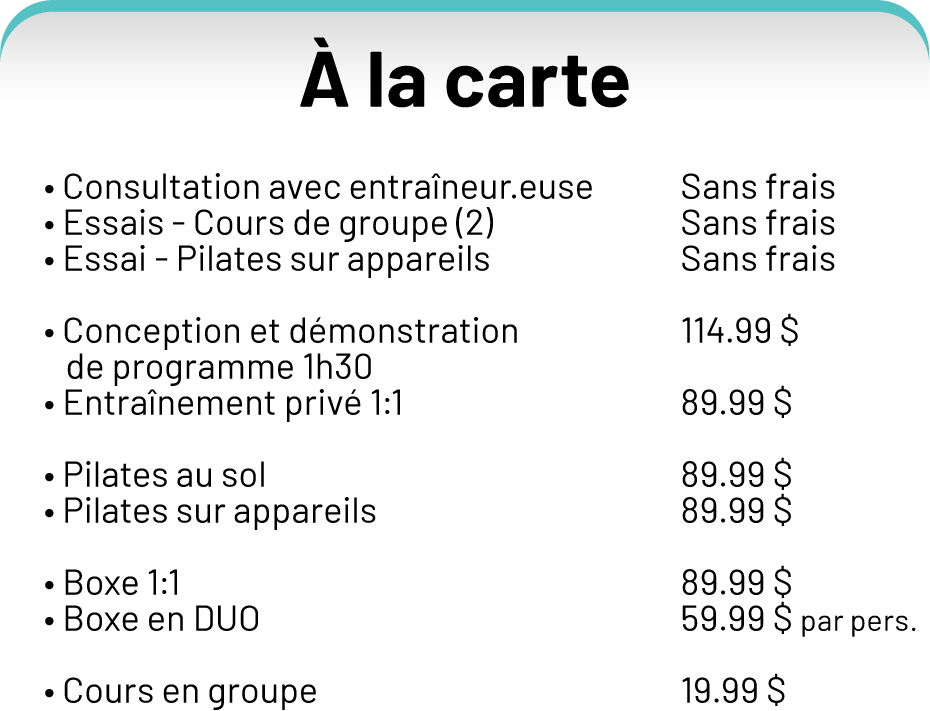 À la carte
• Consultation avec entraîneur.euse Sans frais
• Essais - Cours de groupe (2) Sans frais
• Essai - Pilates sur appareils Sans frais
• Conception et démonstration 114.99 $
de programme 1h30
• Entraînement privé 1:1 89.99 $
• Pilates au sol 89.99 $
• Pilates sur appareils 89.99 $
• Boxe 1:1 89.99 $
• Boxe en DUO 59.99 $ par pers.
• Cours en groupe 19.99 $